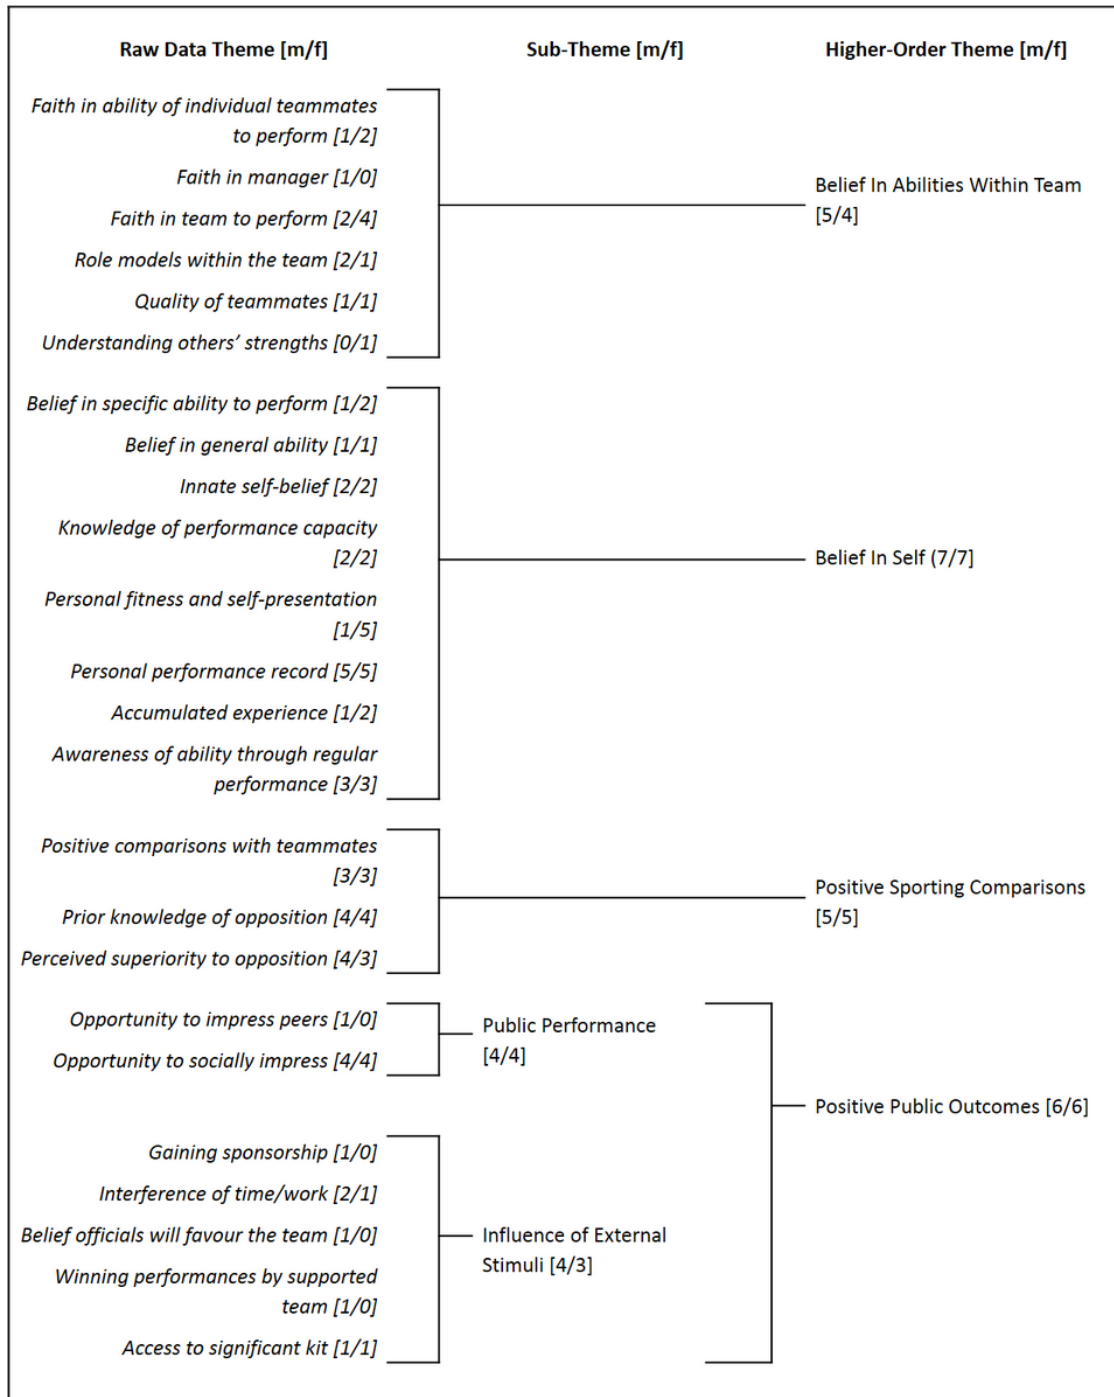 Raw Data Theme [m/f]
Sub-Theme [m/f]
Higher-Order Theme [m/f]
Faith in ability of individual teammates
to perform [1/2]
Faith in manager [1/0]
Faith in team to perform [2/4]
Role models within the team [2/1]
Quality of teammates [1/1]
Understanding others’ strengths [0/1]
Belief In Abilities Within Team
[5/4]
Belief in specific ability to perform [1/2]
Belief in general ability [1/1]
Innate self-belief [2/2]
Knowledge of performance capacity
[2/2]
Personal fitness and self-presentation
[1/5]
Personal performance record [5/5]
Accumulated experience [1/2]
Awareness of ability through regular
performance [3/3]
Belief In Self (7/7]
Positive comparisons with teammates
[3/3]
Prior knowledge of opposition [4/4]
Perceived superiority to opposition [4/3]
Positive Sporting Comparisons
[5/5]
Opportunity to impress peers [1/0]
Opportunity to socially impress [4/4]
Public Performance
[4/4]
Gaining sponsorship [1/0]
Interference of time/work [2/1]
Belief officials will favour the team [1/0]
Winning performances by supported
team [1/0]
Access to significant kit [1/1]
Influence of External
Stimuli [4/3]
Positive Public Outcomes [6/6]